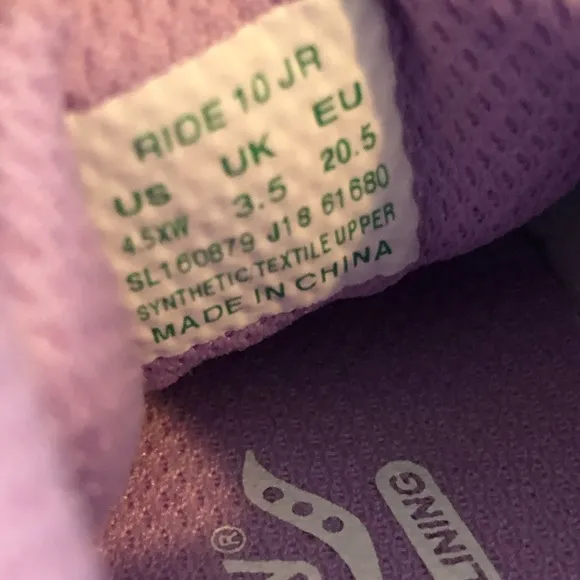 RIDE 10 JR
US UK EU
4.5XW 3.5 20.5
SL160879 J18 61680
SYNTHETIC TEXTILE UPPER
MADE IN CHINA
®
LINING